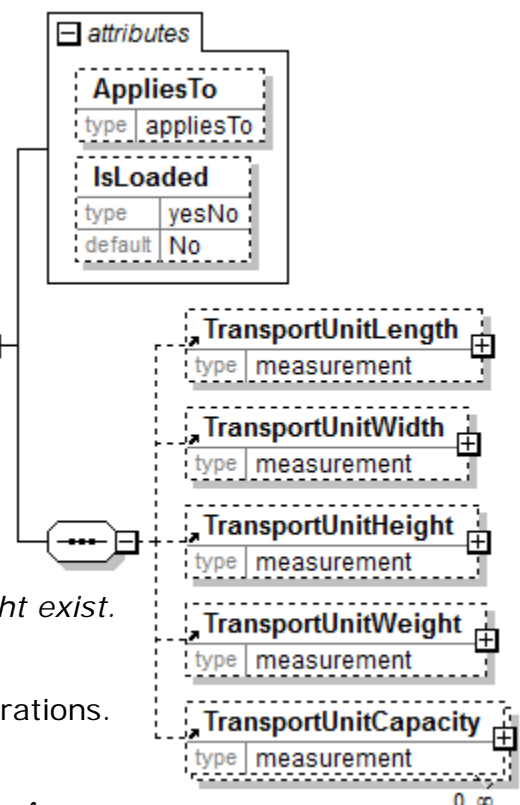 attributes
AppliesTo
type appliesTo
IsLoaded
type yesNo
default No
TransportUnitLength
type measurement
TransportUnitWidth
type measurement
TransportUnitHeight
type measurement
ht exist.
TransportUnitWeight
type measurement
rations.
TransportUnitCapacity
type measurement